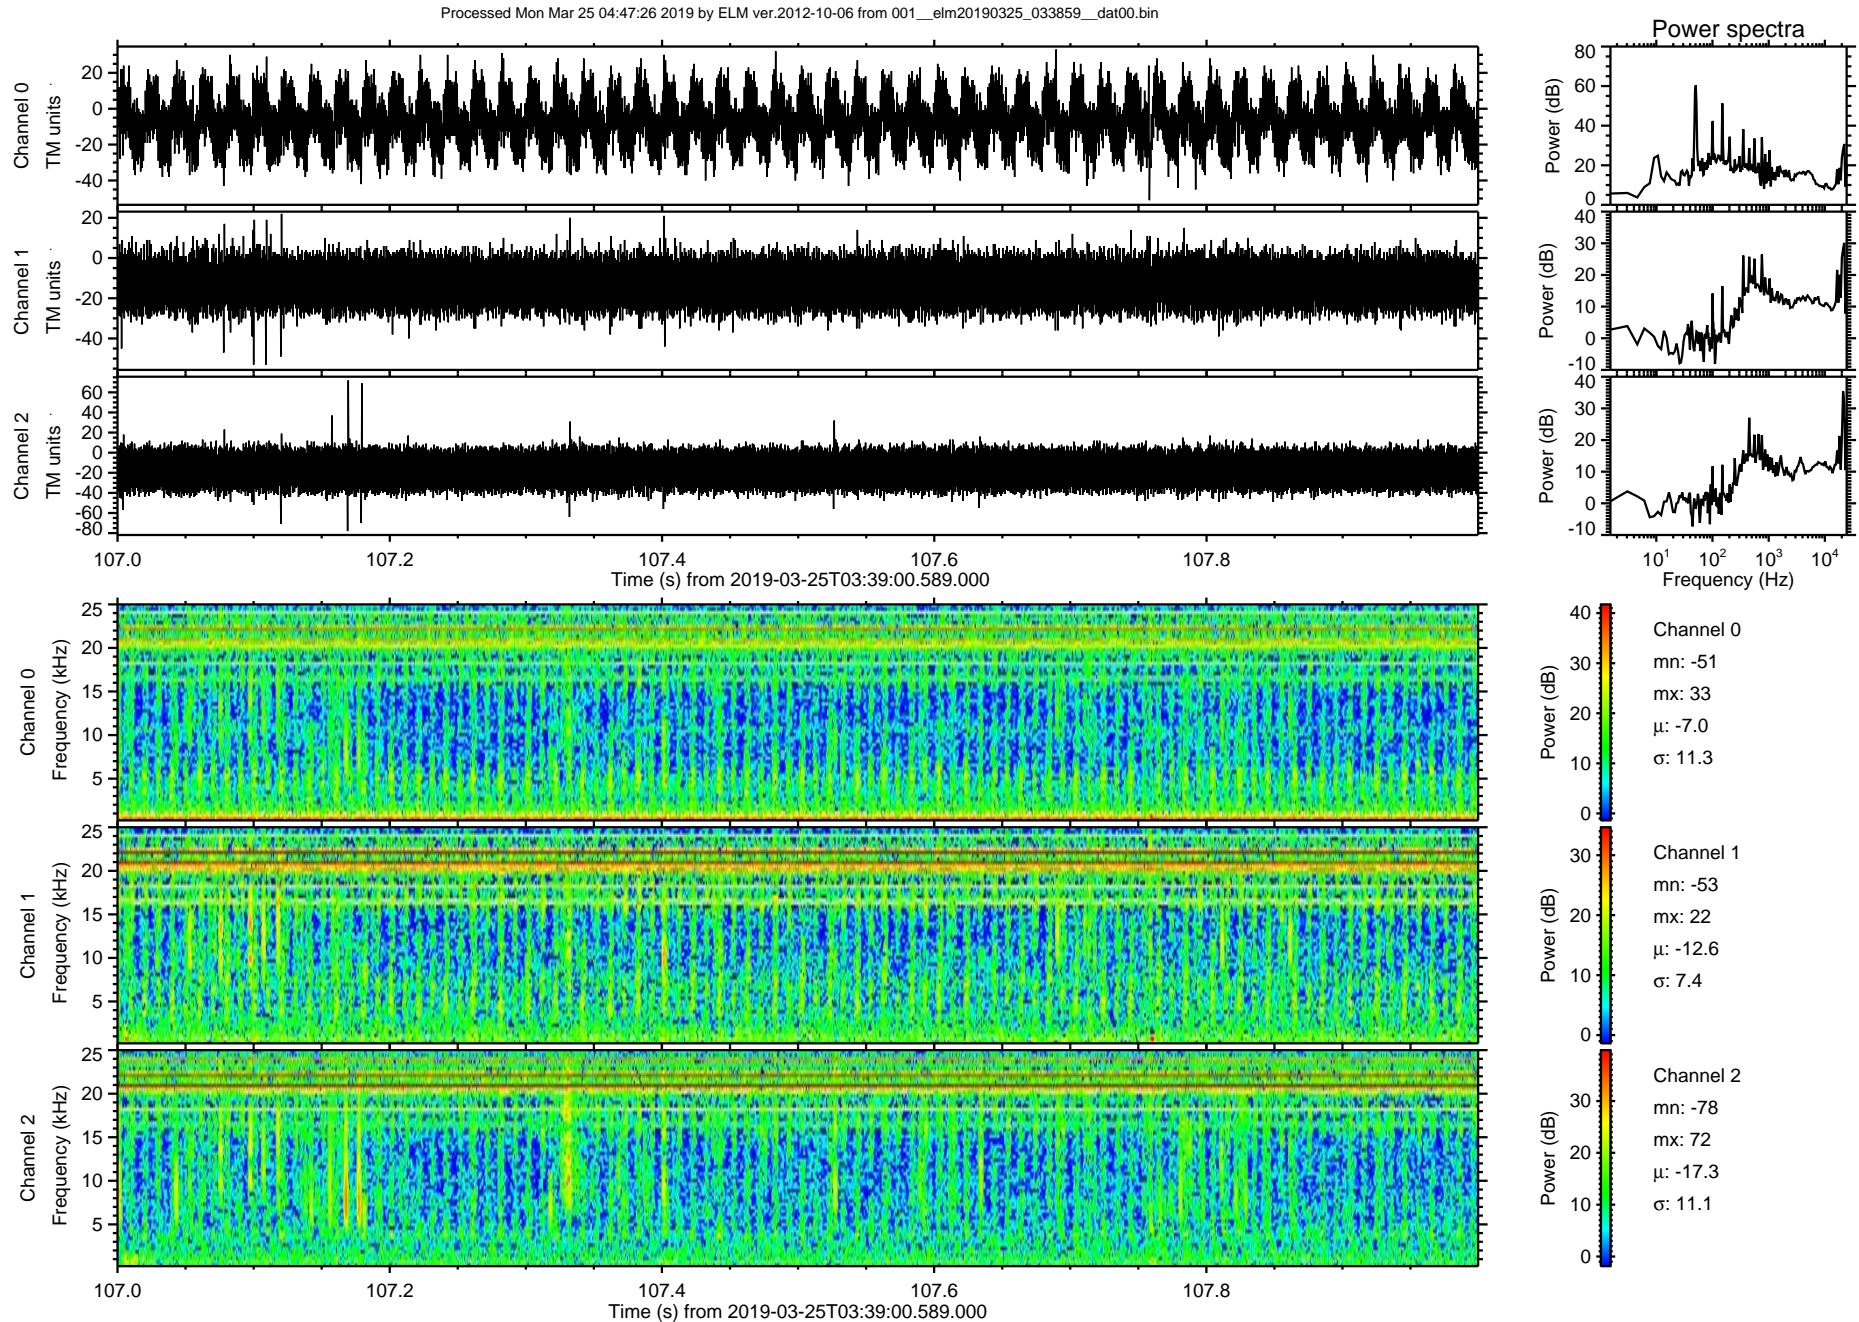 Processed Mon Mar 25 04:47:26 2019 by ELM ver.2012-10-06 from 001__elm20190325_033859__dat00.bin
Power spectra
Channel 0
TM units
20
0
-20
-40
Power (dB)
80
60
40
20
0
Channel 1
TM units
20
0
-20
-40
Power (dB)
40
30
20
10
0
-10
Channel 2
TM units
60
40
20
0
-20
-40
-60
-80
Power (dB)
40
30
20
10
0
-10
107.0 107.2 107.4 107.6 107.8
Time (s) from 2019-03-25T03:39:00.589.000
10^1 10^2 10^3 10^4
Frequency (Hz)
Channel 0
Frequency (kHz)
25
20
15
10
5
Power (dB)
40
30
20
10
0
Channel 0
mn: -51
mx: 33
μ: -7.0
σ: 11.3
Channel 1
Frequency (kHz)
25
20
15
10
5
Power (dB)
30
20
10
0
Channel 1
mn: -53
mx: 22
μ: -12.6
σ: 7.4
Channel 2
Frequency (kHz)
25
20
15
10
5
Power (dB)
30
20
10
0
Channel 2
mn: -78
mx: 72
μ: -17.3
σ: 11.1
107.0 107.2 107.4 107.6 107.8
Time (s) from 2019-03-25T03:39:00.589.000